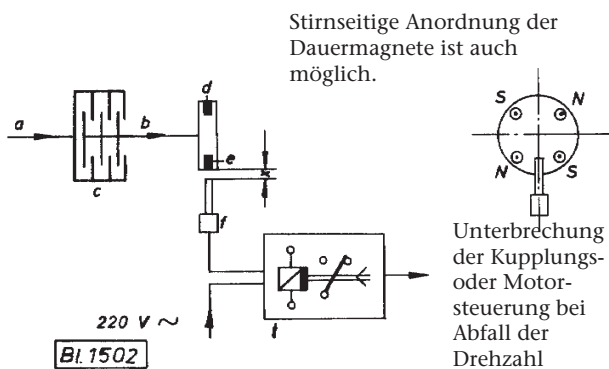 Stirnseitige Anordnung der
Dauermagnete ist auch
möglich.
a
b
c
d
e
x
f
S
N
N
S
220 V ~
t
Bl. 1502
Unterbrechung
der Kupplungs-
oder Motor-
steuerung bei
Abfall der
Drehzahl